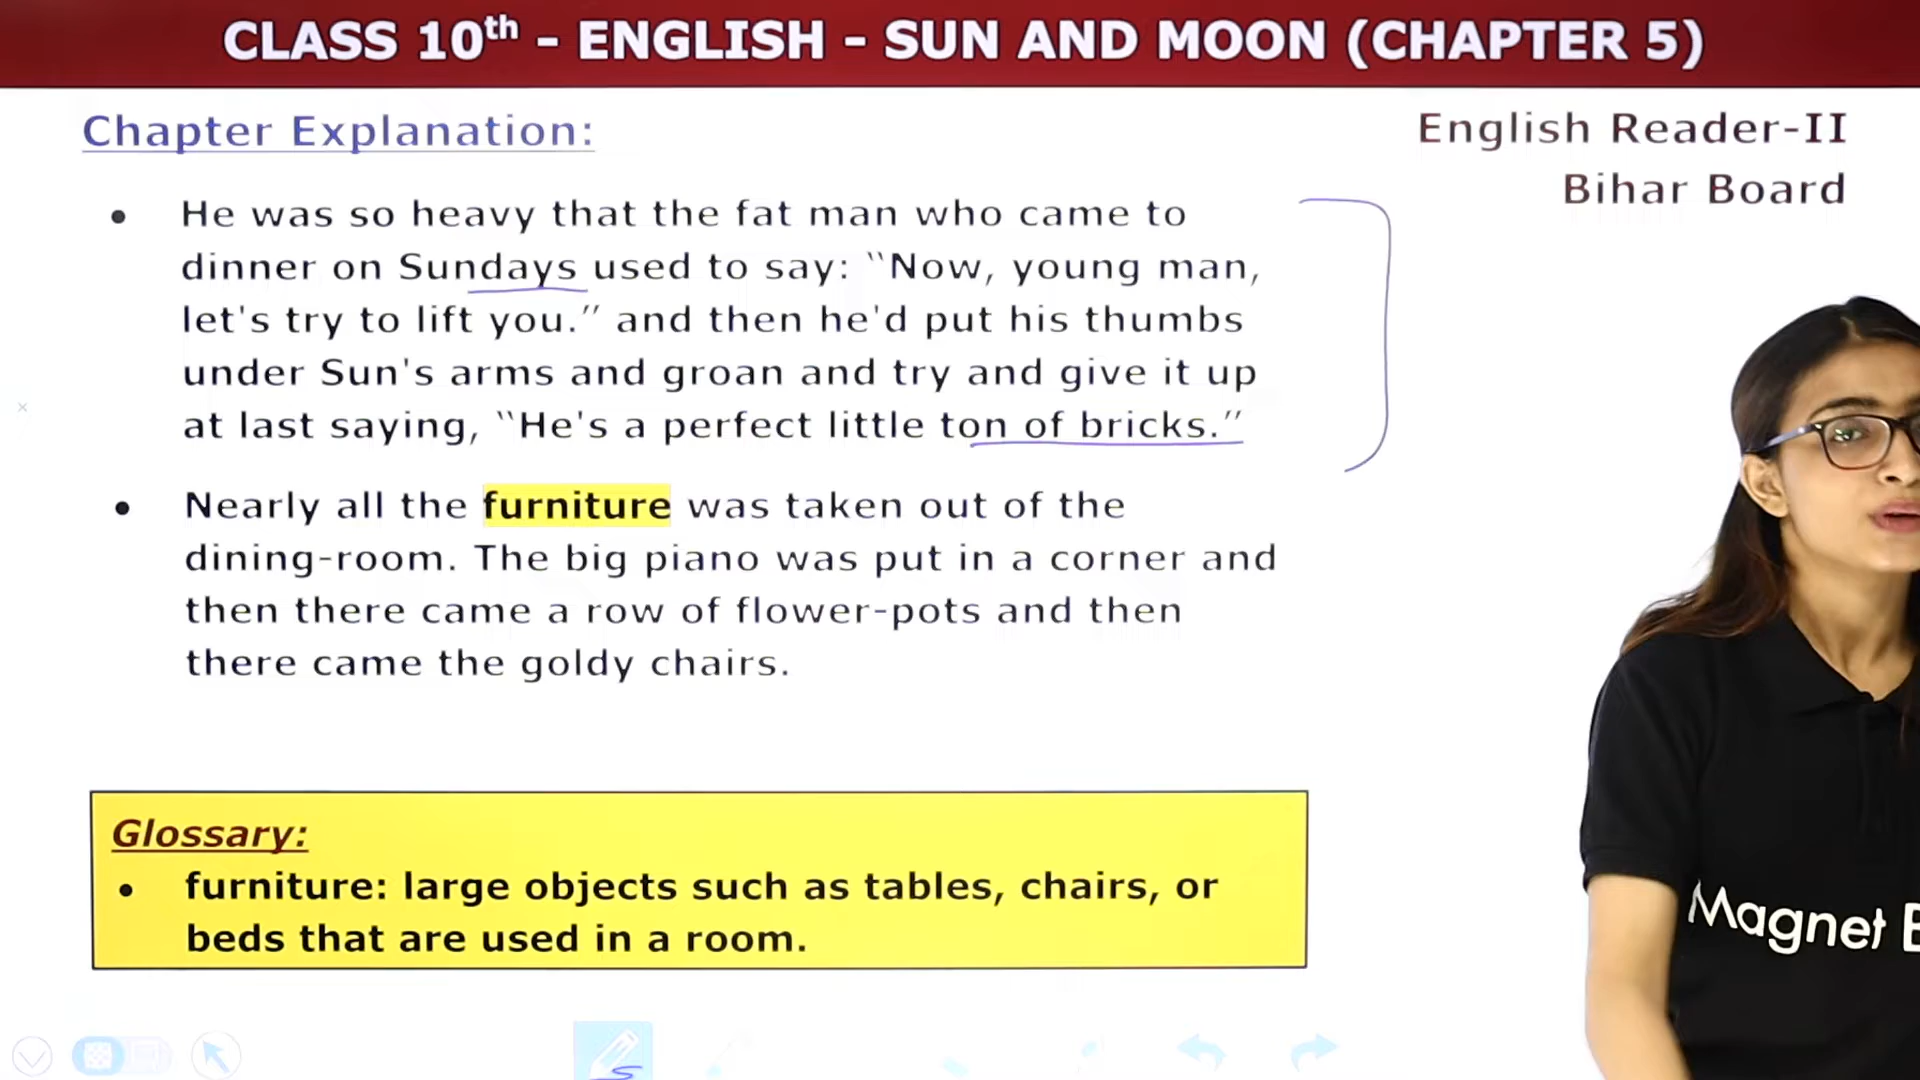 CLASS 10th - ENGLISH - SUN AND MOON (CHAPTER 5)
Chapter Explanation:
English Reader-II
Bihar Board
• He was so heavy that the fat man who came to
dinner on Sundays used to say: “Now, young man,
let's try to lift you.” and then he'd put his thumbs
under Sun's arms and groan and try and give it up
at last saying, “He's a perfect little ton of bricks.”
• Nearly all the furniture was taken out of the
dining-room. The big piano was put in a corner and
then there came a row of flower-pots and then
there came the goldy chairs.
Glossary:
• furniture: large objects such as tables, chairs, or
beds that are used in a room.
Magnet